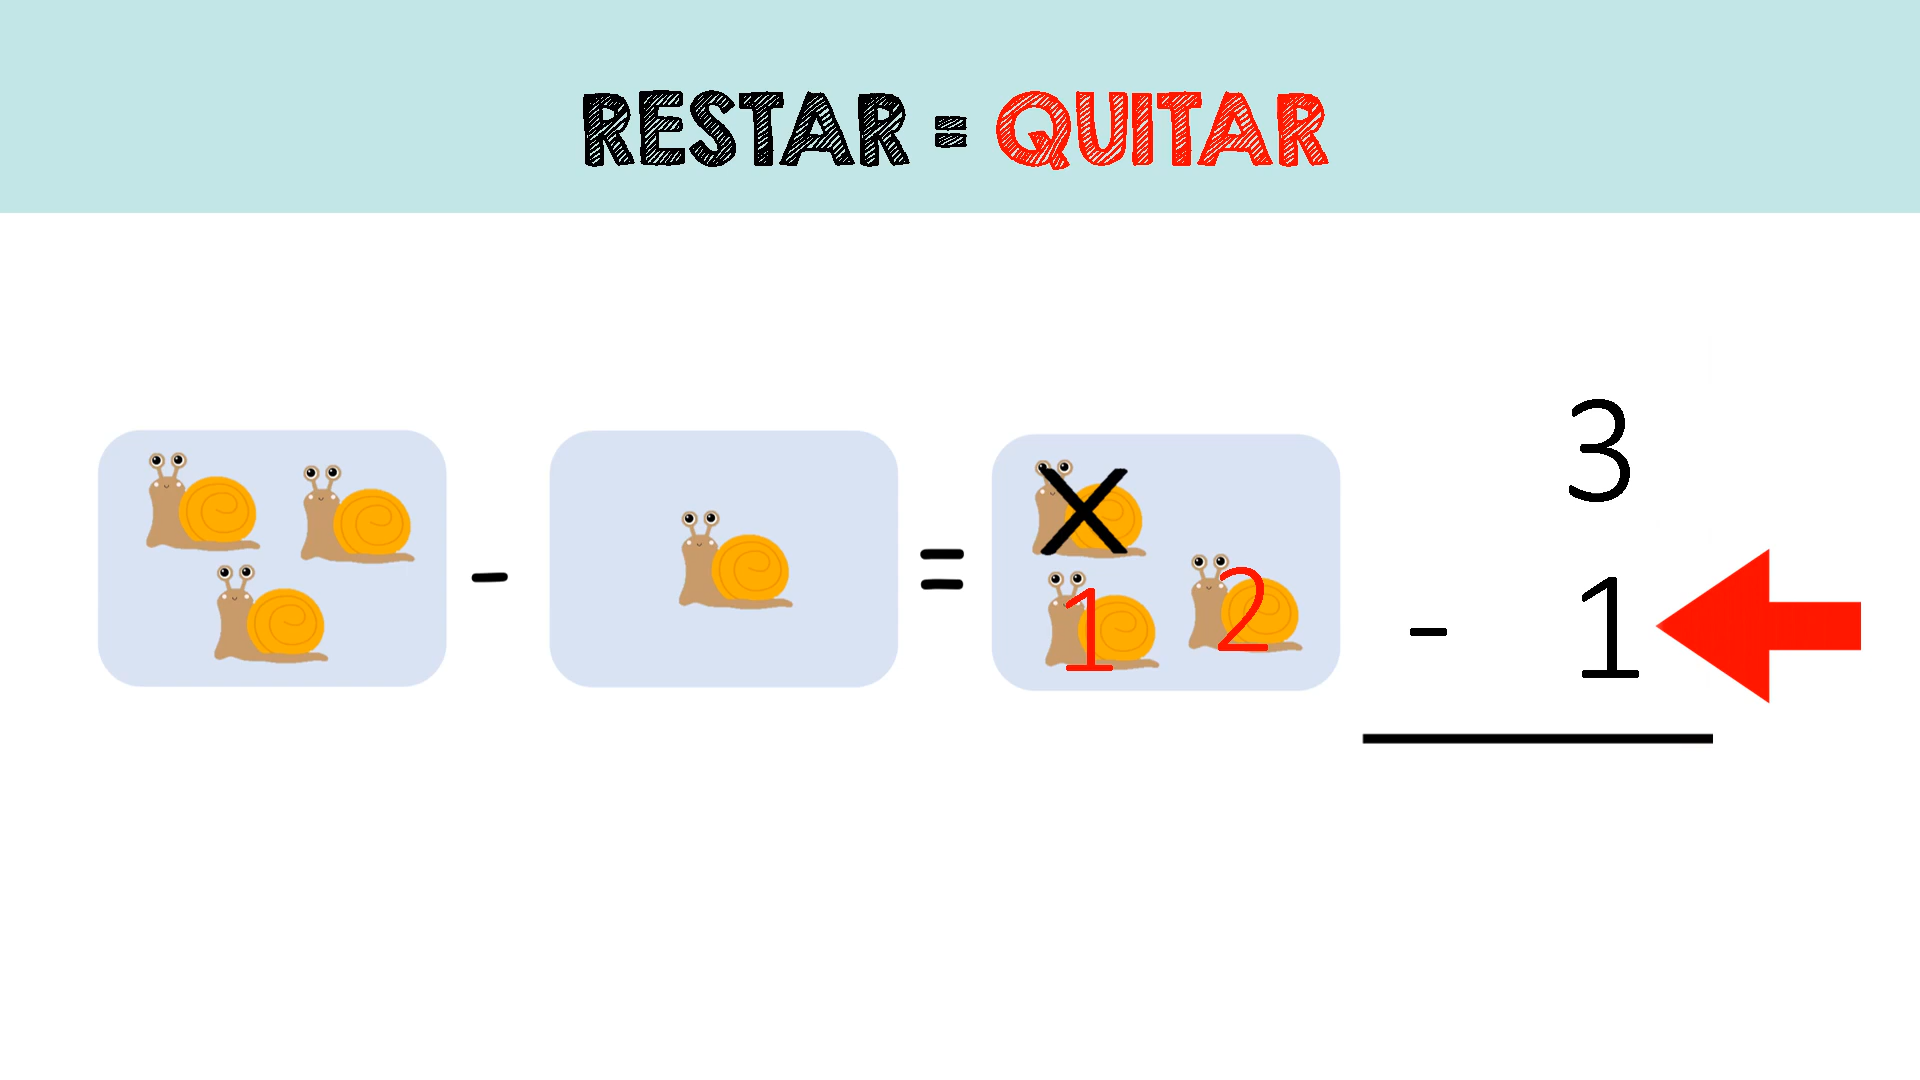 RESTAR = QUITAR
- =
1 2
3
- 1